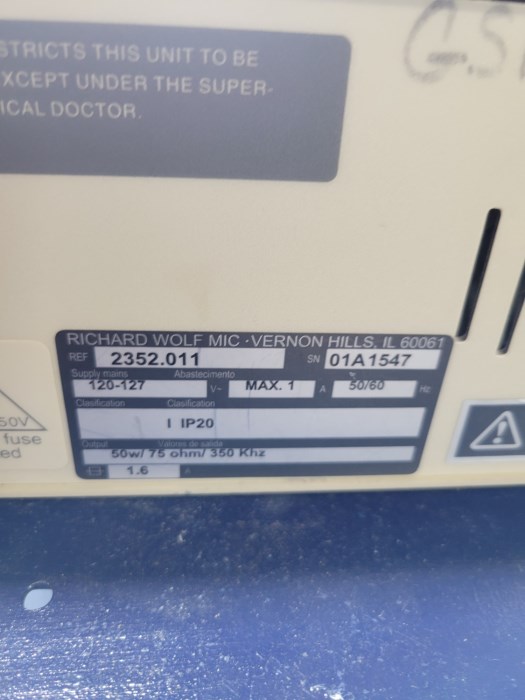 STRICTS THIS UNIT TO BE
XCEPT UNDER THE SUPER-
ICAL DOCTOR.
RICHARD WOLF MIC · VERNON HILLS, IL 60061
REF 2352.011 SN 01A1547
Supply mains Abastecimento
120-127 V~ MAX. 1 A 50/60 Hz
Clasification Clasification
I IP20
Output Valores de salida
50w/ 75 ohm/ 350 Khz
1.6 A
50V
fuse
ed